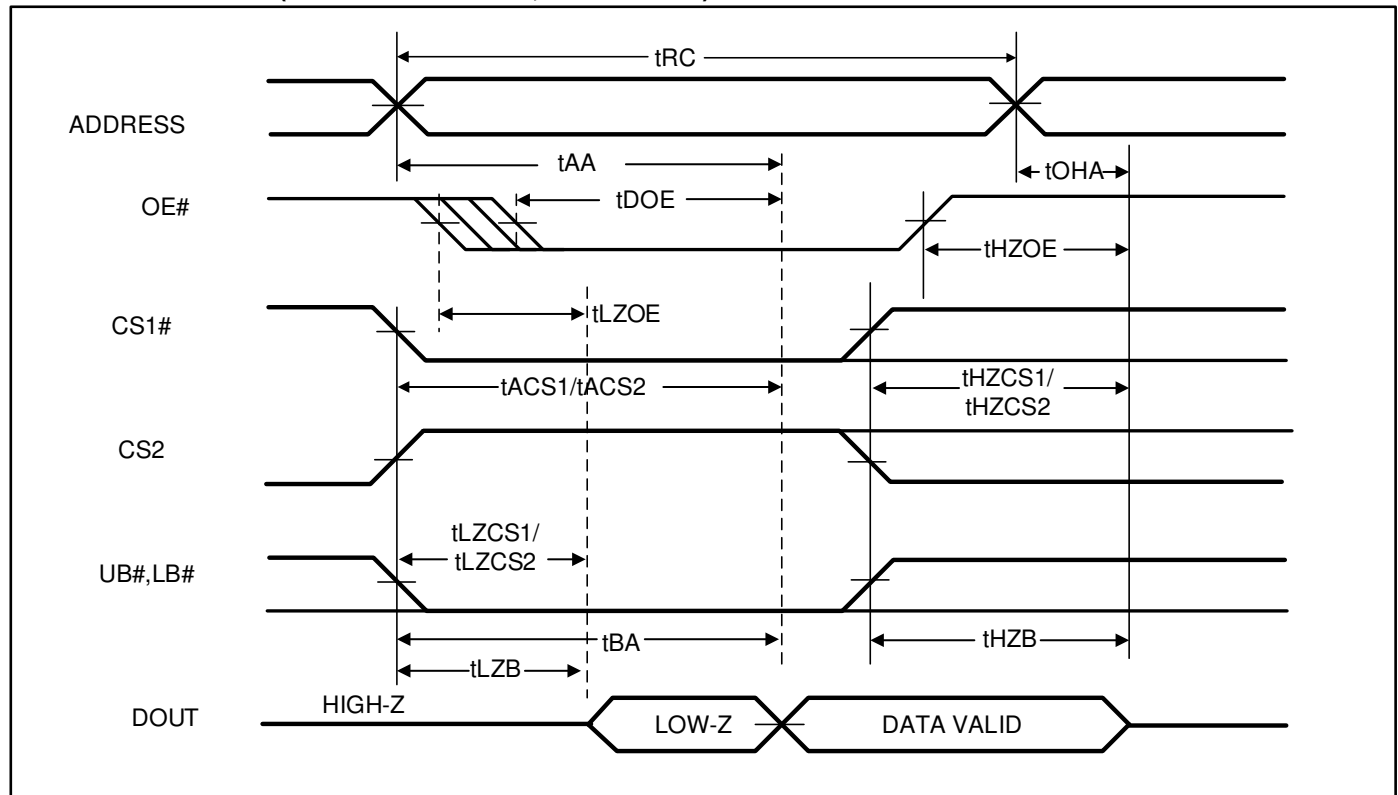 tRC
ADDRESS
tAA
tOHA
OE#
tDOE
tHZOE
CS1#
tLZOE
tACS1/tACS2
tHZCS1/
tHZCS2
CS2
tLZCS1/
tLZCS2
UB#,LB#
tBA
tHZB
tLZB
DOUT
HIGH-Z
LOW-Z
DATA VALID